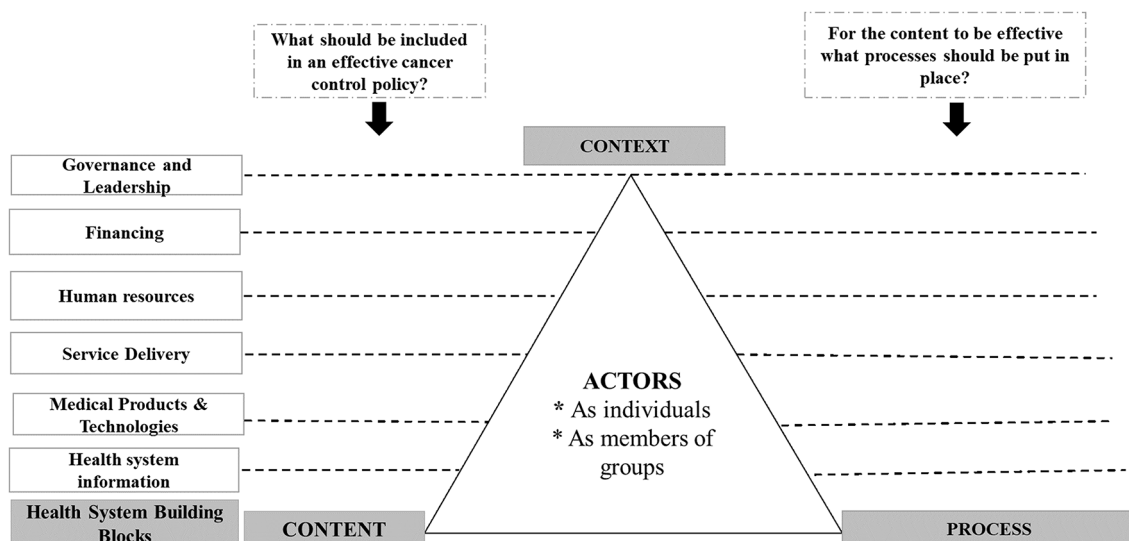 What should be included
in an effective cancer
control policy?
For the content to be effective
what processes should be put in
place?
CONTEXT
Governance and
Leadership
Financing
Human resources
Service Delivery
Medical Products &
Technologies
Health system
information
Health System Building
Blocks
ACTORS
* As individuals
* As members of
groups
CONTENT
PROCESS